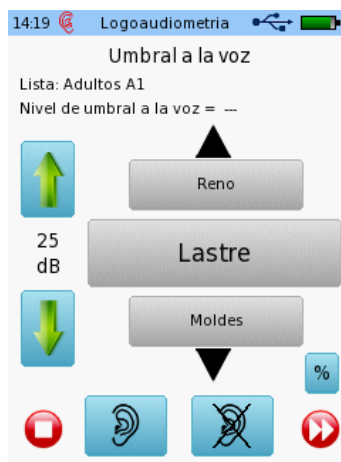 14:19 Logoaudiometria
Umbral a la voz
Lista: Adultos A1
Nivel de umbral a la voz = ---
Reno
25
dB
Lastre
Moldes
%